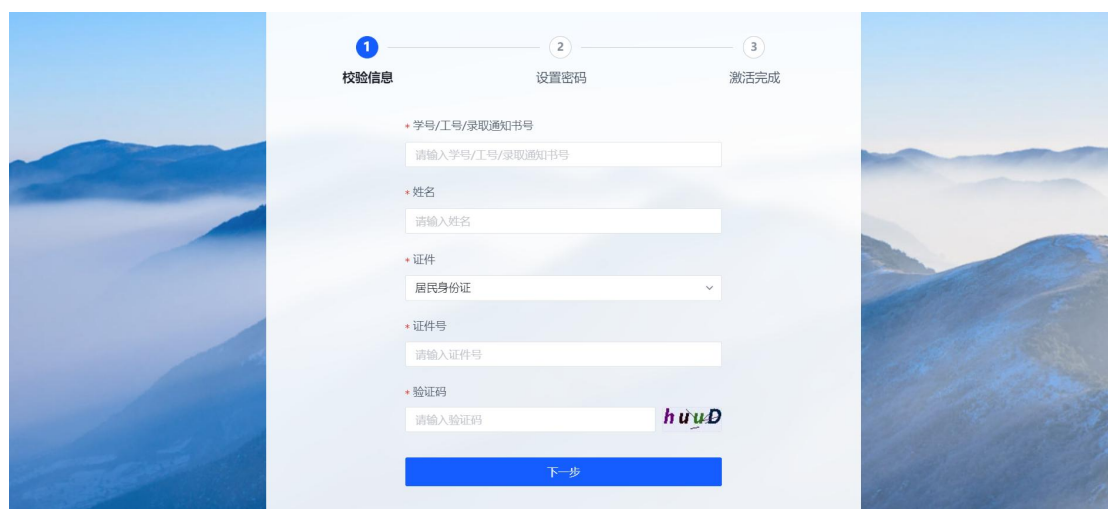 1
2
3
校验信息
设置密码
激活完成
* 学号/工号/录取通知书号
请输入学号/工号/录取通知书号
* 姓名
请输入姓名
* 证件
居民身份证
* 证件号
请输入证件号
* 验证码
请输入验证码
huuD
下一步